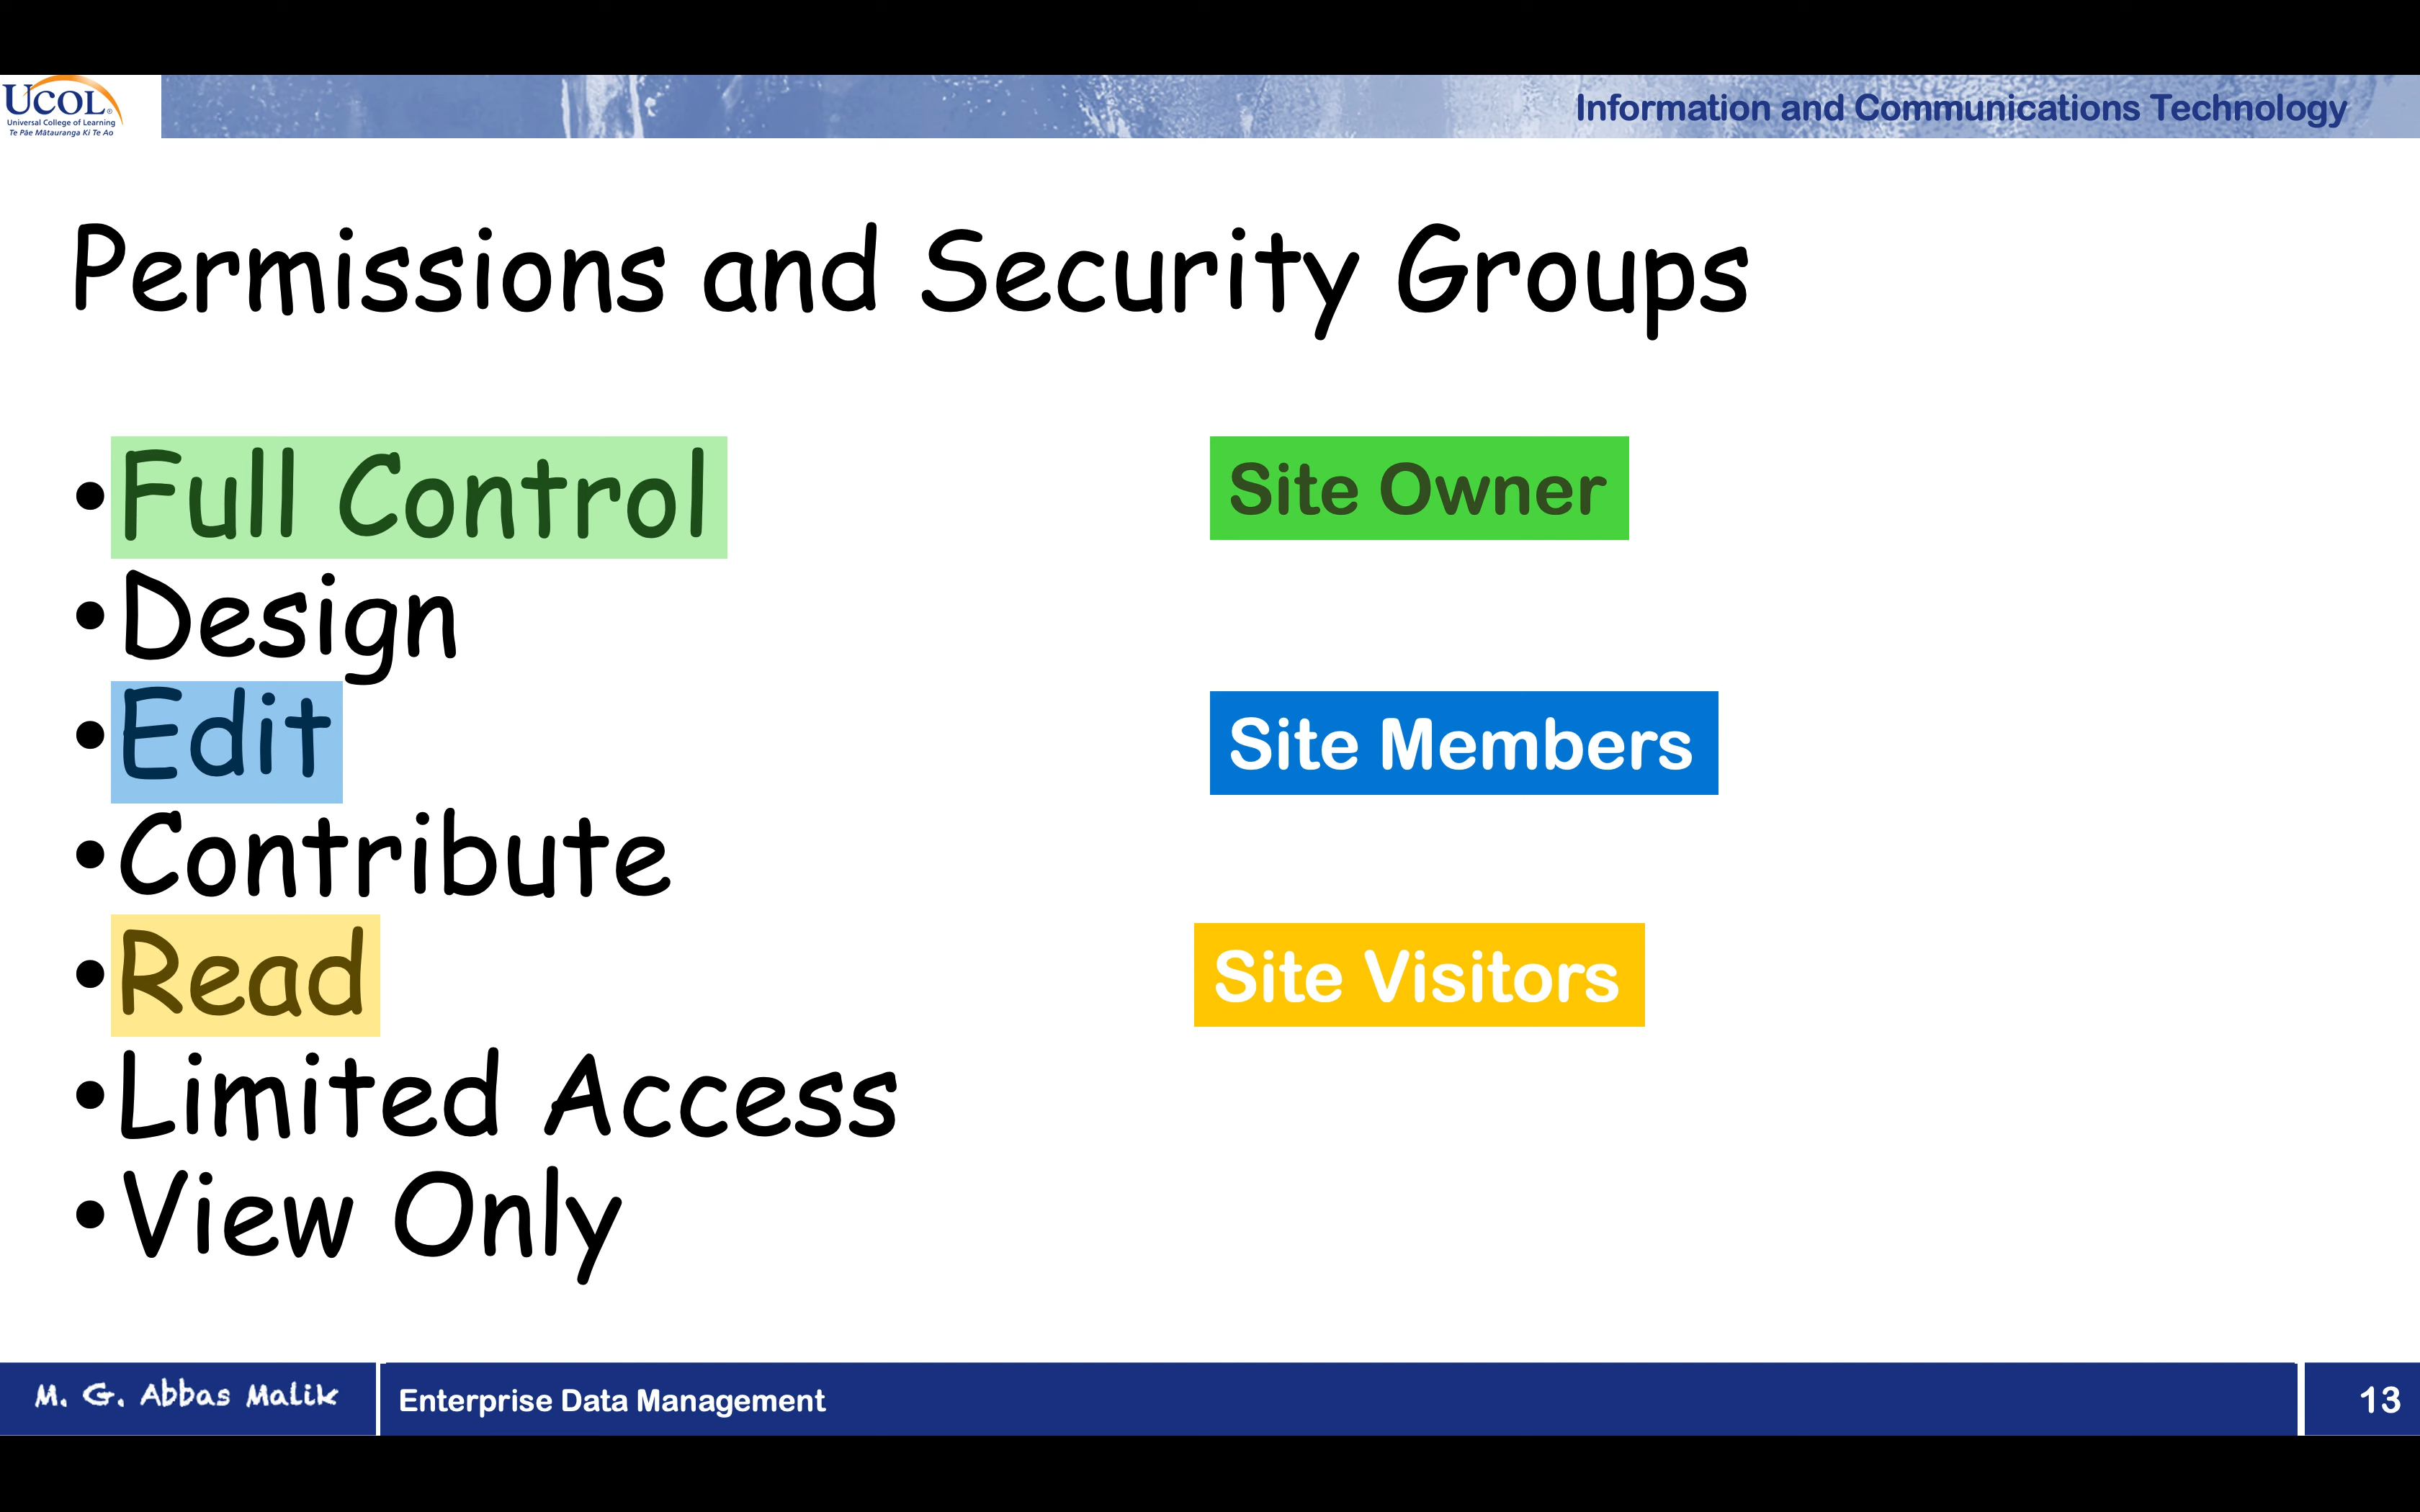 UCOL®
Universal College of Learning
Te Pāe Mātauranga Ki Te Ao
Information and Communications Technology
Permissions and Security Groups
•Full Control
•Design
•Edit
•Contribute
•Read
•Limited Access
•View Only
Site Owner
Site Members
Site Visitors
M. G. Abbas Malik
Enterprise Data Management
13